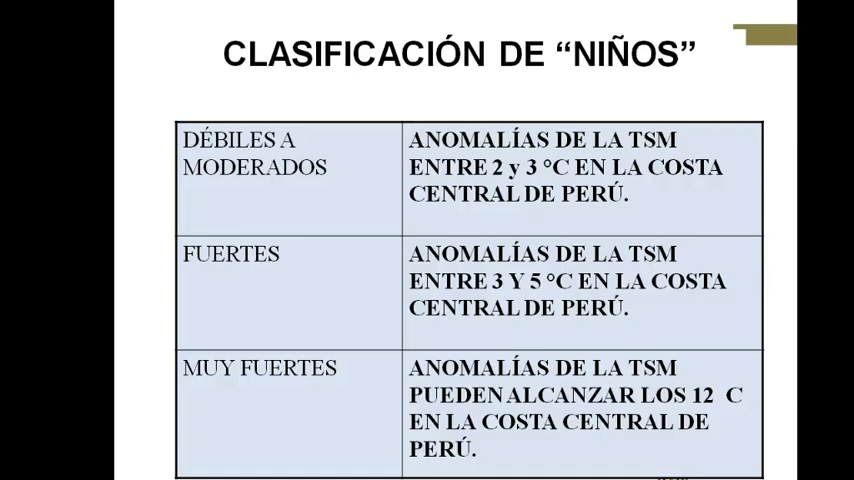 CLASIFICACIÓN DE “NIÑOS”
DÉBILES A
MODERADOS
ANOMALÍAS DE LA TSM
ENTRE 2 y 3 °C EN LA COSTA
CENTRAL DE PERÚ.
FUERTES
ANOMALÍAS DE LA TSM
ENTRE 3 Y 5 °C EN LA COSTA
CENTRAL DE PERÚ.
MUY FUERTES
ANOMALÍAS DE LA TSM
PUEDEN ALCANZAR LOS 12 C
EN LA COSTA CENTRAL DE
PERÚ.